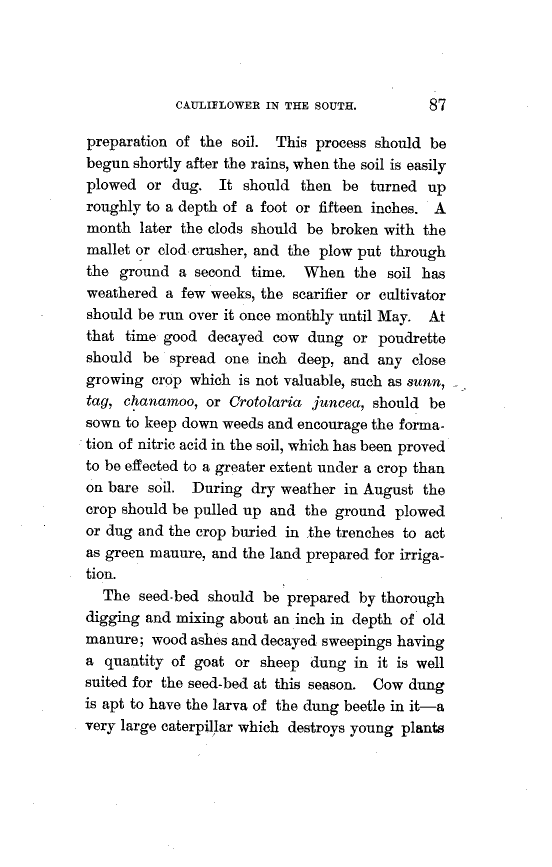 CAULIFLOWER IN THE SOUTH. 87
preparation of the soil. This process should be
begun shortly after the rains, when the soil is easily
plowed or dug. It should then be turned up
roughly to a depth of a foot or fifteen inches. A
month later the clods should be broken with the
mallet or clod crusher, and the plow put through
the ground a second time. When the soil has
weathered a few weeks, the scarifier or cultivator
should be run over it once monthly until May. At
that time good decayed cow dung or poudrette
should be spread one inch deep, and any close
growing crop which is not valuable, such as sunn,
tag, chanamoo, or Crotolaria juncea, should be
sown to keep down weeds and encourage the forma-
tion of nitric acid in the soil, which has been proved
to be effected to a greater extent under a crop than
on bare soil. During dry weather in August the
crop should be pulled up and the ground plowed
or dug and the crop buried in the trenches to act
as green manure, and the land prepared for irriga-
tion.
The seed-bed should be prepared by thorough
digging and mixing about an inch in depth of old
manure; wood ashes and decayed sweepings having
a quantity of goat or sheep dung in it is well
suited for the seed-bed at this season. Cow dung
is apt to have the larva of the dung beetle in it—a
very large caterpillar which destroys young plants